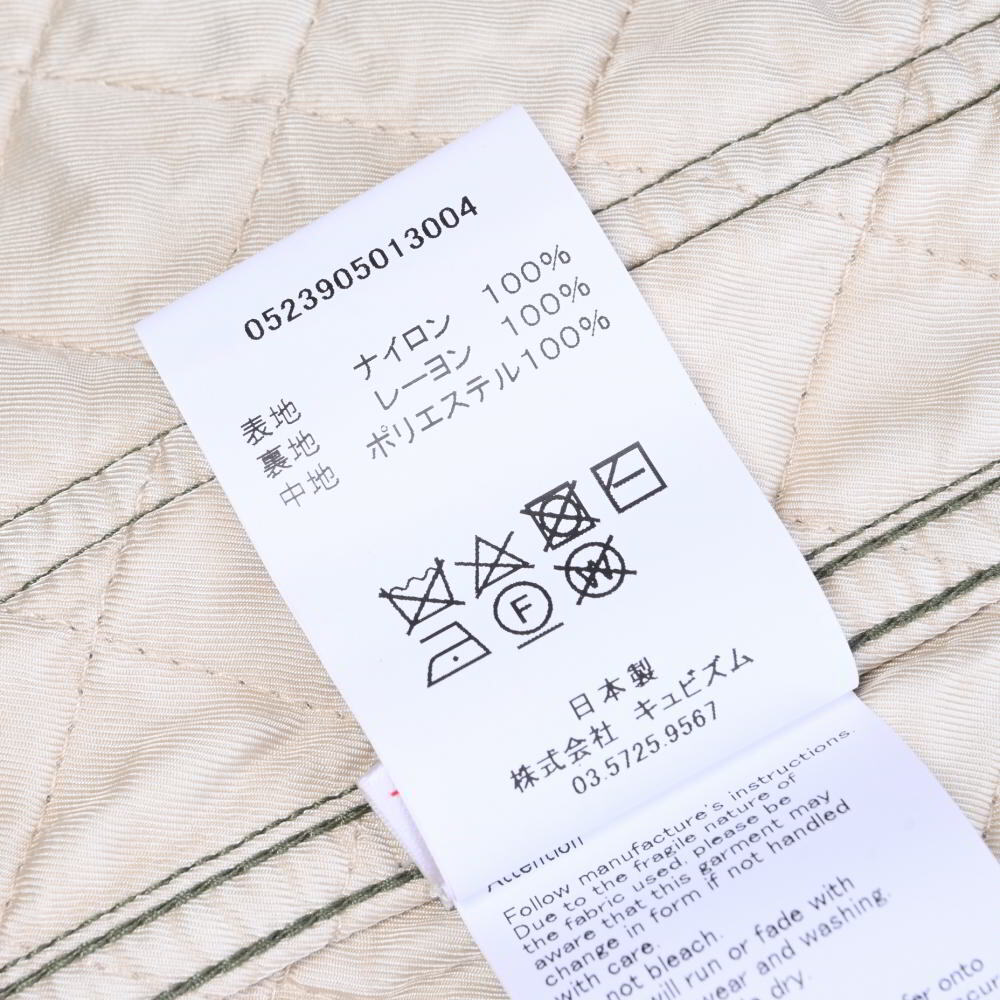 0523905013004
表地 ナイロン 100%
裏地 レーヨン 100%
中地 ポリエステル100%
F
W
日本製
株式会社 キュビズム
03.5725.9567
Attention
Follow manufacture's instructions.
Due to the fragile nature of
the fabric used, please be
aware that this garment may
change in form if not handled
with care.
not bleach.
will run or fade with
wear and washing.
dry.
onto